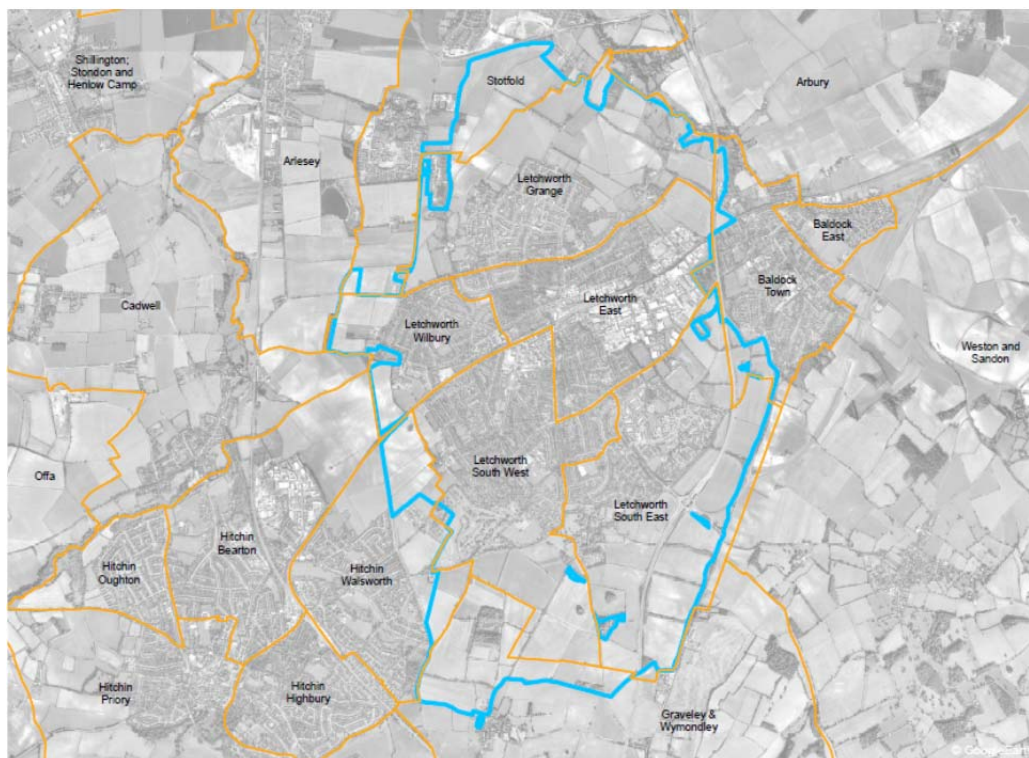 Shillington;
Stondon and
Henlow Camp
Stotfold
Arbury
Arlesey
Letchworth
Grange
Baldock
East
Baldock
Town
Cadwell
Letchworth
East
Letchworth
Wilbury
Weston and
Sandon
Offa
Letchworth
South West
Letchworth
South East
Hitchin
Bearton
Hitchin
Oughton
Hitchin
Walsworth
Hitchin
Priory
Hitchin
Highbury
Graveley &
Wymondley
© GoogleEarth